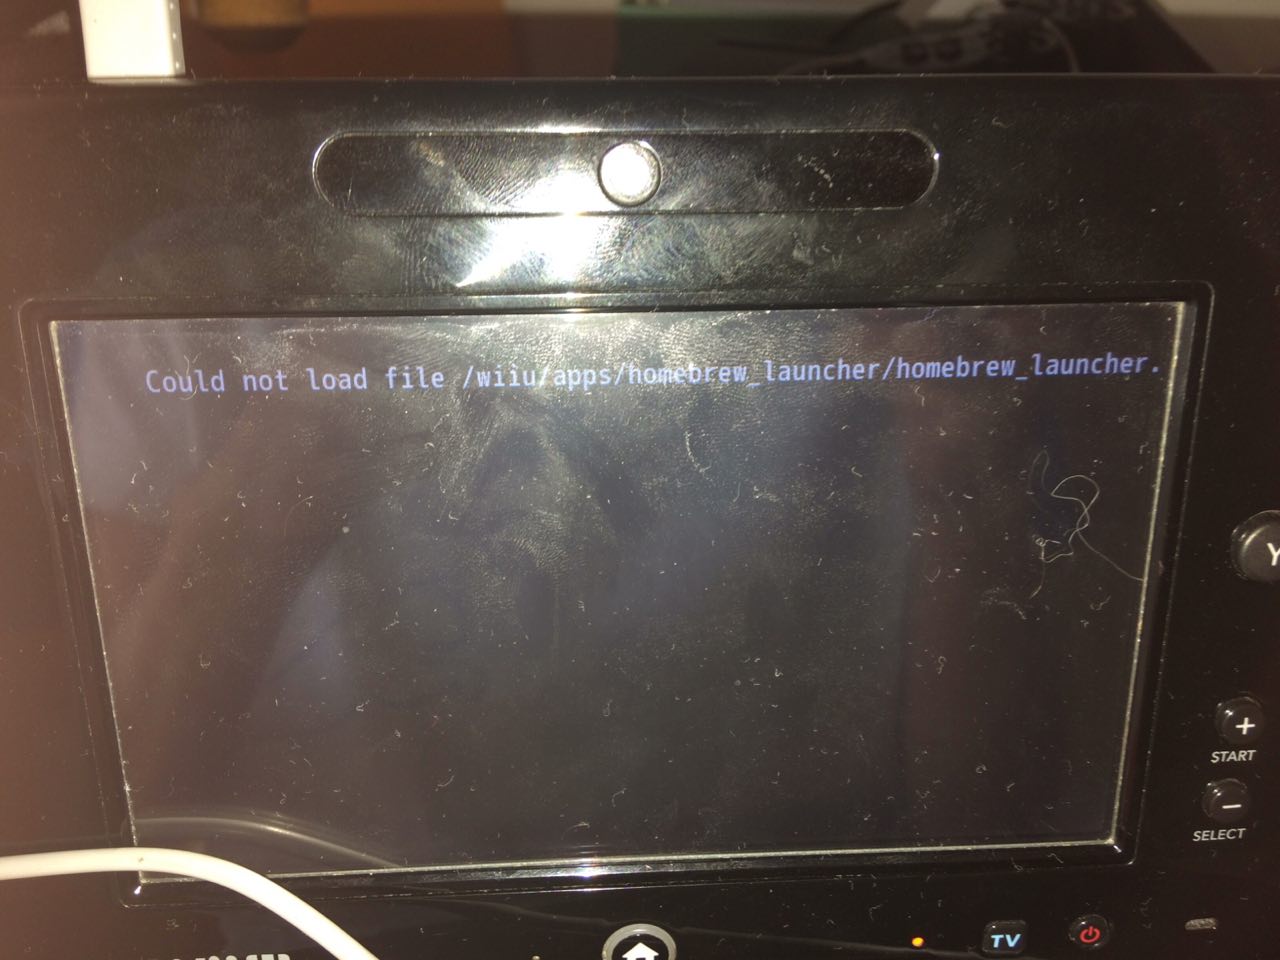 Could not load file /wiiu/apps/homebrew_launcher/homebrew_launcher.
Y
+
START
−
SELECT
TV